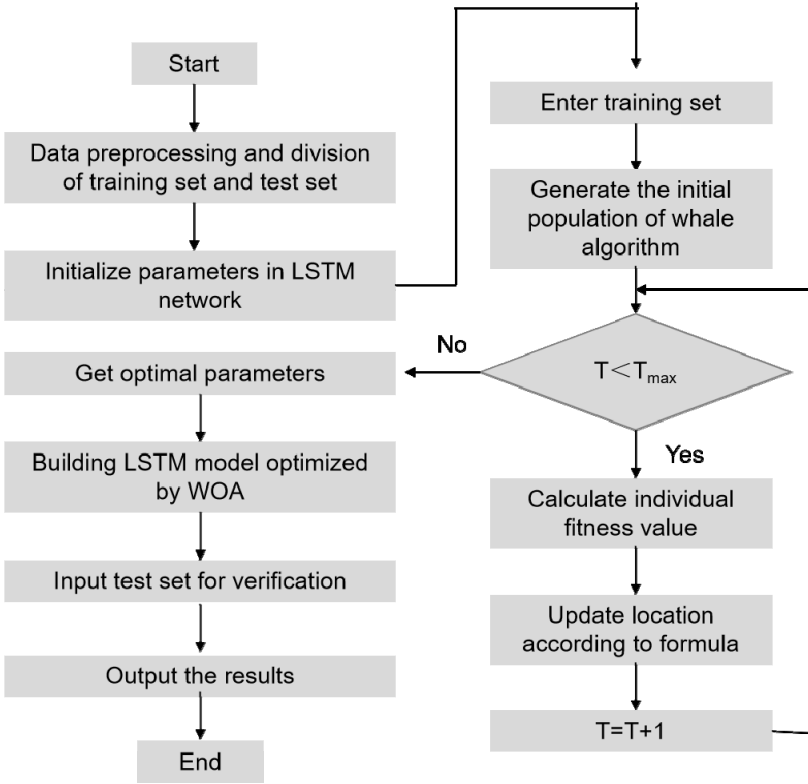 Start
Data preprocessing and division
of training set and test set
Initialize parameters in LSTM
network
Enter training set
Generate the initial
population of whale
algorithm
T<Tmax
No
Yes
Get optimal parameters
Building LSTM model optimized
by WOA
Input test set for verification
Output the results
End
Calculate individual
fitness value
Update location
according to formula
T=T+1